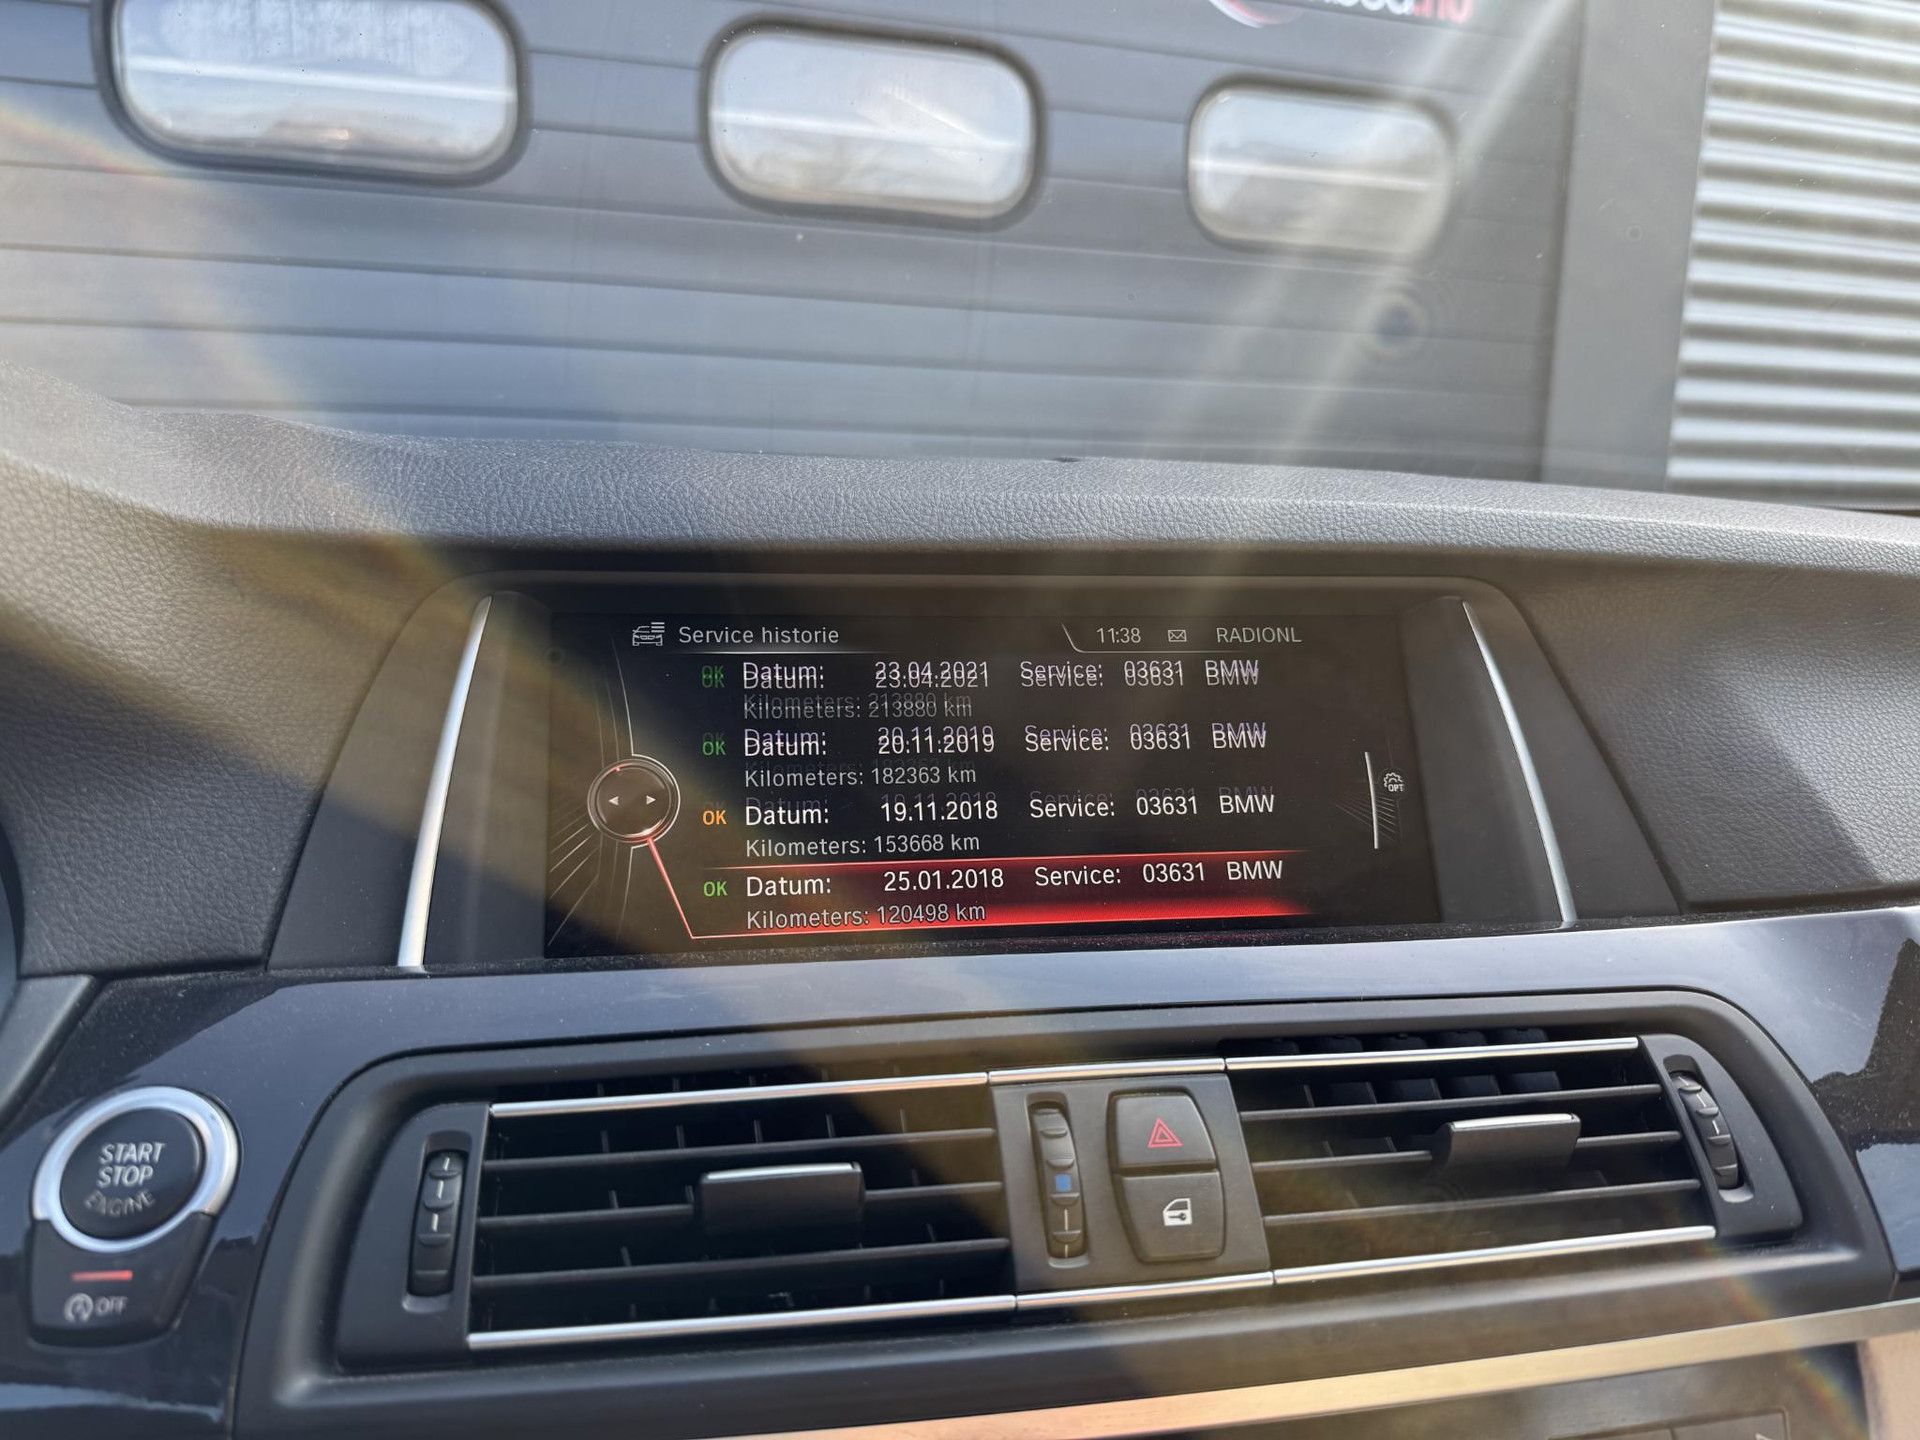 Service historie 11:38 RADIONL
OK Datum: 23.04.2021 Service: 03631 BMW
Kilometers: 213880 km
OK Datum: 20.11.2019 Service: 03631 BMW
Kilometers: 182363 km
OK Datum: 19.11.2018 Service: 03631 BMW
Kilometers: 153668 km
OK Datum: 25.01.2018 Service: 03631 BMW
Kilometers: 120498 km
OPT
START
STOP
ENGINE
OFF